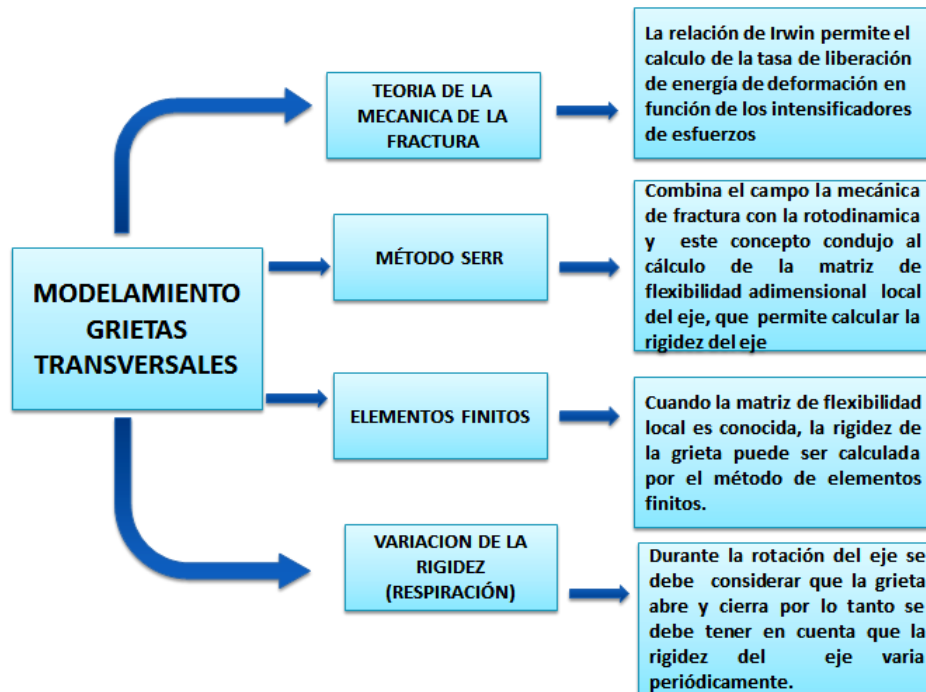 MODELAMIENTO
GRIETAS
TRANSVERSALES
TEORIA DE LA
MECANICA DE LA
FRACTURA
La relación de Irwin permite el
calculo de la tasa de liberación
de energía de deformación en
función de los intensificadores
de esfuerzos
MÉTODO SERR
Combina el campo la mecánica
de fractura con la rotodinamica
y este concepto condujo al
cálculo de la matriz de
flexibilidad adimensional local
del eje, que permite calcular la
rigidez del eje
ELEMENTOS FINITOS
Cuando la matriz de flexibilidad
local es conocida, la rigidez de
la grieta puede ser calculada
por el método de elementos
finitos.
VARIACION DE LA
RIGIDEZ
(RESPIRACIÓN)
Durante la rotación del eje se
debe considerar que la grieta
abre y cierra por lo tanto se
debe tener en cuenta que la
rigidez del eje varia
periódicamente.